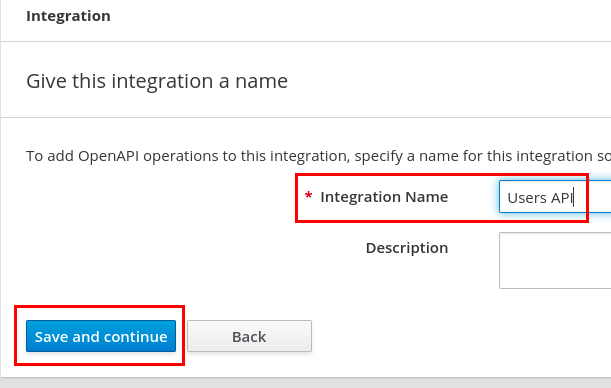 Integration
Give this integration a name
To add OpenAPI operations to this integration, specify a name for this integration so
* Integration Name Users API
Description
Save and continue Back